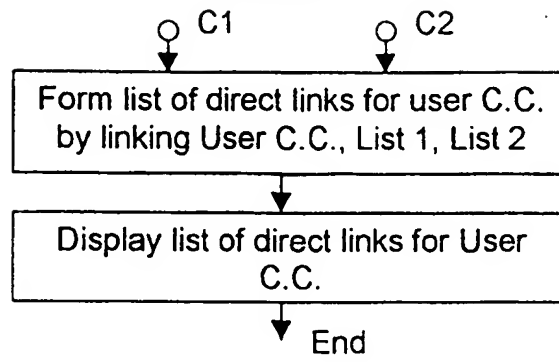 C1 C2
Form list of direct links for user C.C.
by linking User C.C., List 1, List 2
Display list of direct links for User
C.C.
End